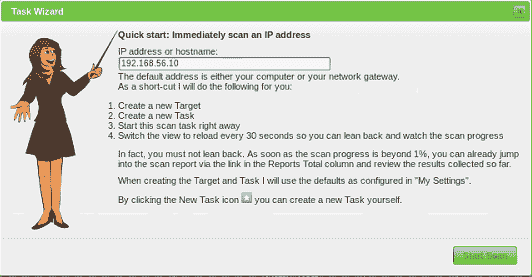 Task Wizard
Quick start: Immediately scan an IP address
IP address or hostname:
192.168.56.10
The default address is either your computer or your network gateway.
As a short-cut I will do the following for you:
1. Create a new Target
2. Create a new Task
3. Start this scan task right away
4. Switch the view to reload every 30 seconds so you can lean back and watch the scan progress
In fact, you must not lean back. As soon as the scan progress is beyond 1%, you can already jump
into the scan report via the link in the Reports Total column and review the results collected so far.
When creating the Target and Task I will use the defaults as configured in "My Settings".
By clicking the New Task icon you can create a new Task yourself.
Start Scan